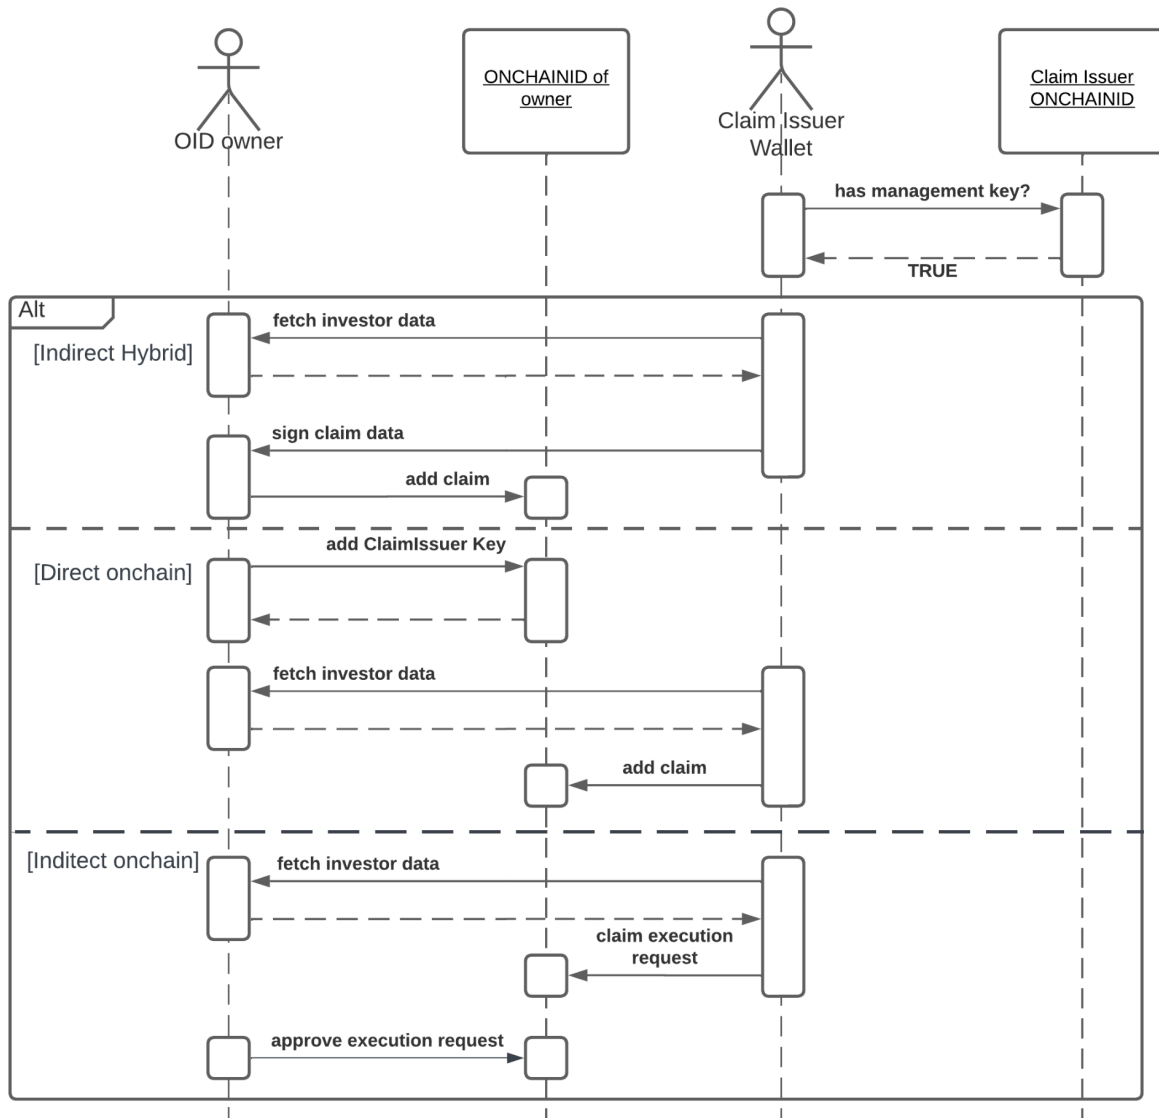 OID owner
ONCHAINID of
owner
Claim Issuer
Wallet
Claim Issuer
ONCHAINID
has management key?
TRUE
Alt
[Indirect Hybrid]
fetch investor data
sign claim data
add claim
add ClaimIssuer Key
[Direct onchain]
fetch investor data
add claim
[Inditect onchain]
fetch investor data
claim execution
request
approve execution request